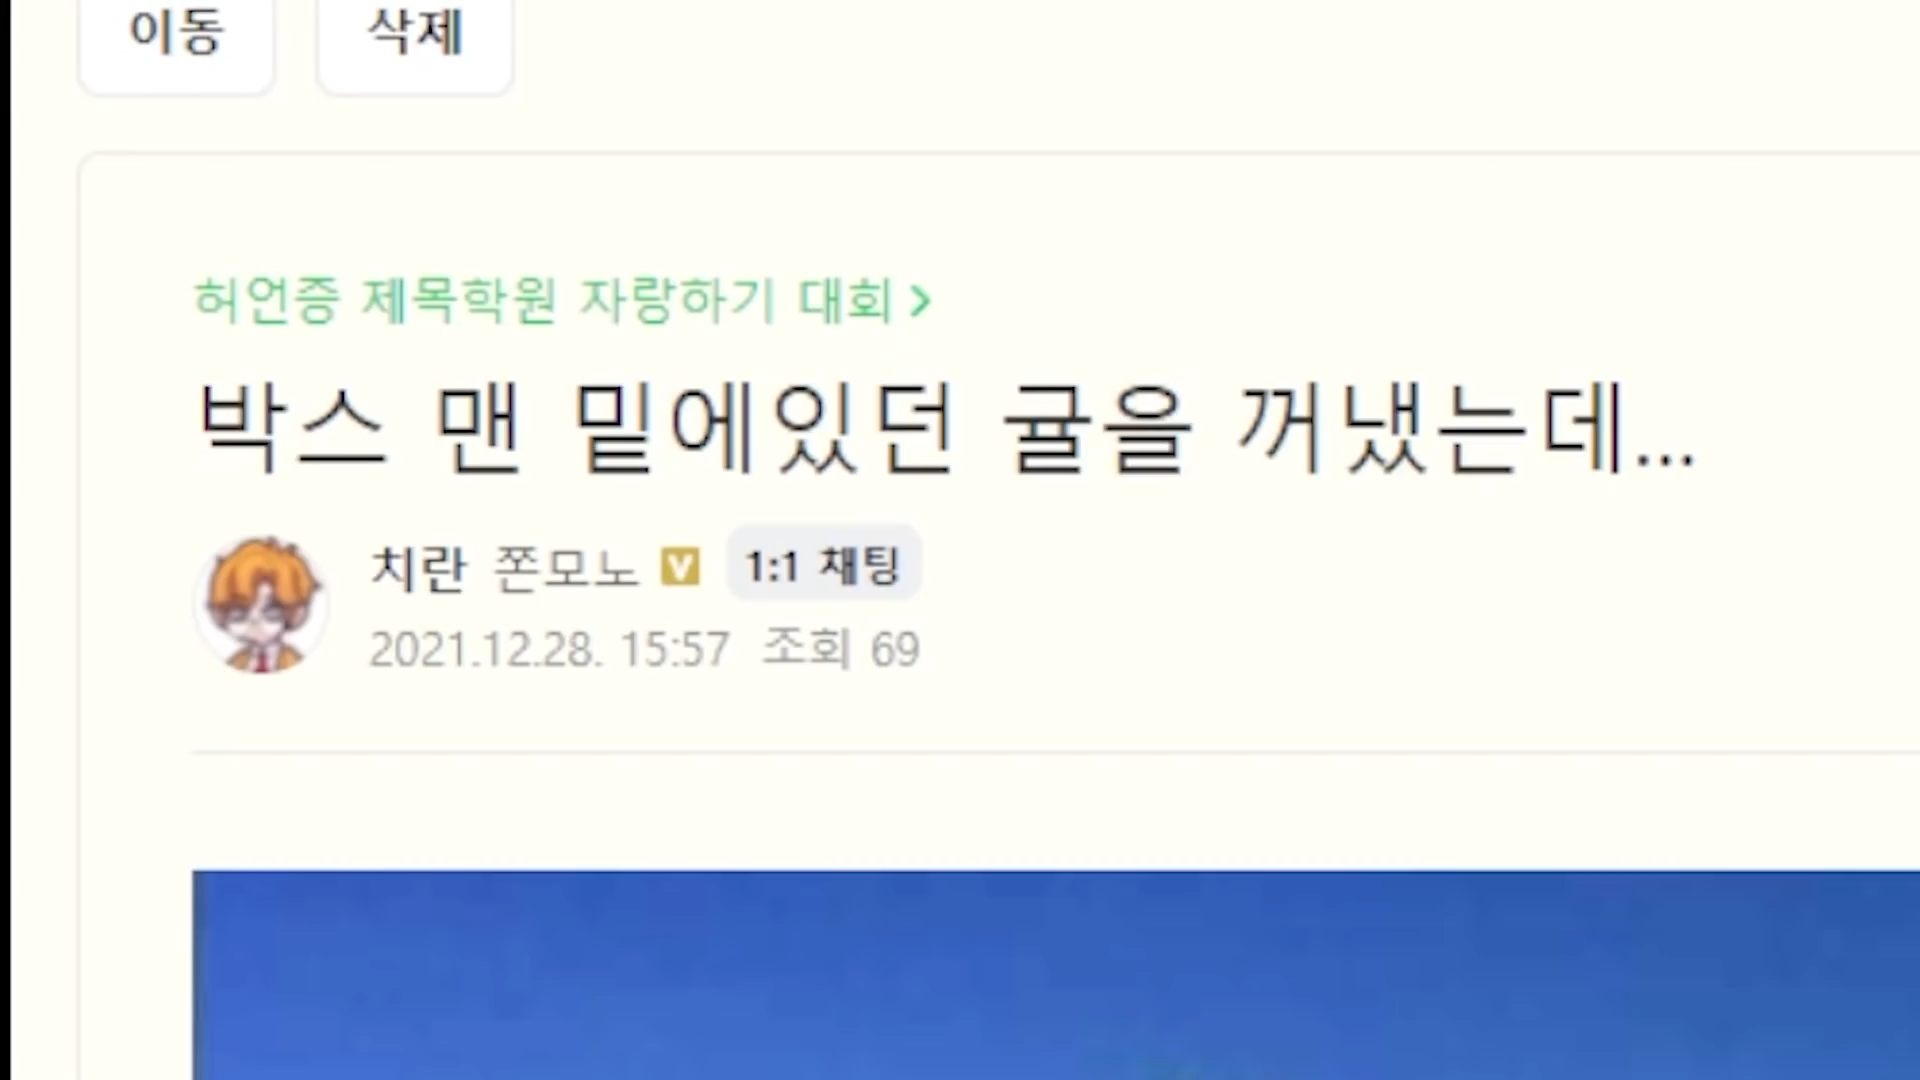 이동 삭제
허언증 제목학원 자랑하기 대회 >
박스 맨 밑에있던 귤을 꺼냈는데...
치란 쫀모노 V 1:1 채팅
2021.12.28. 15:57 조회 69